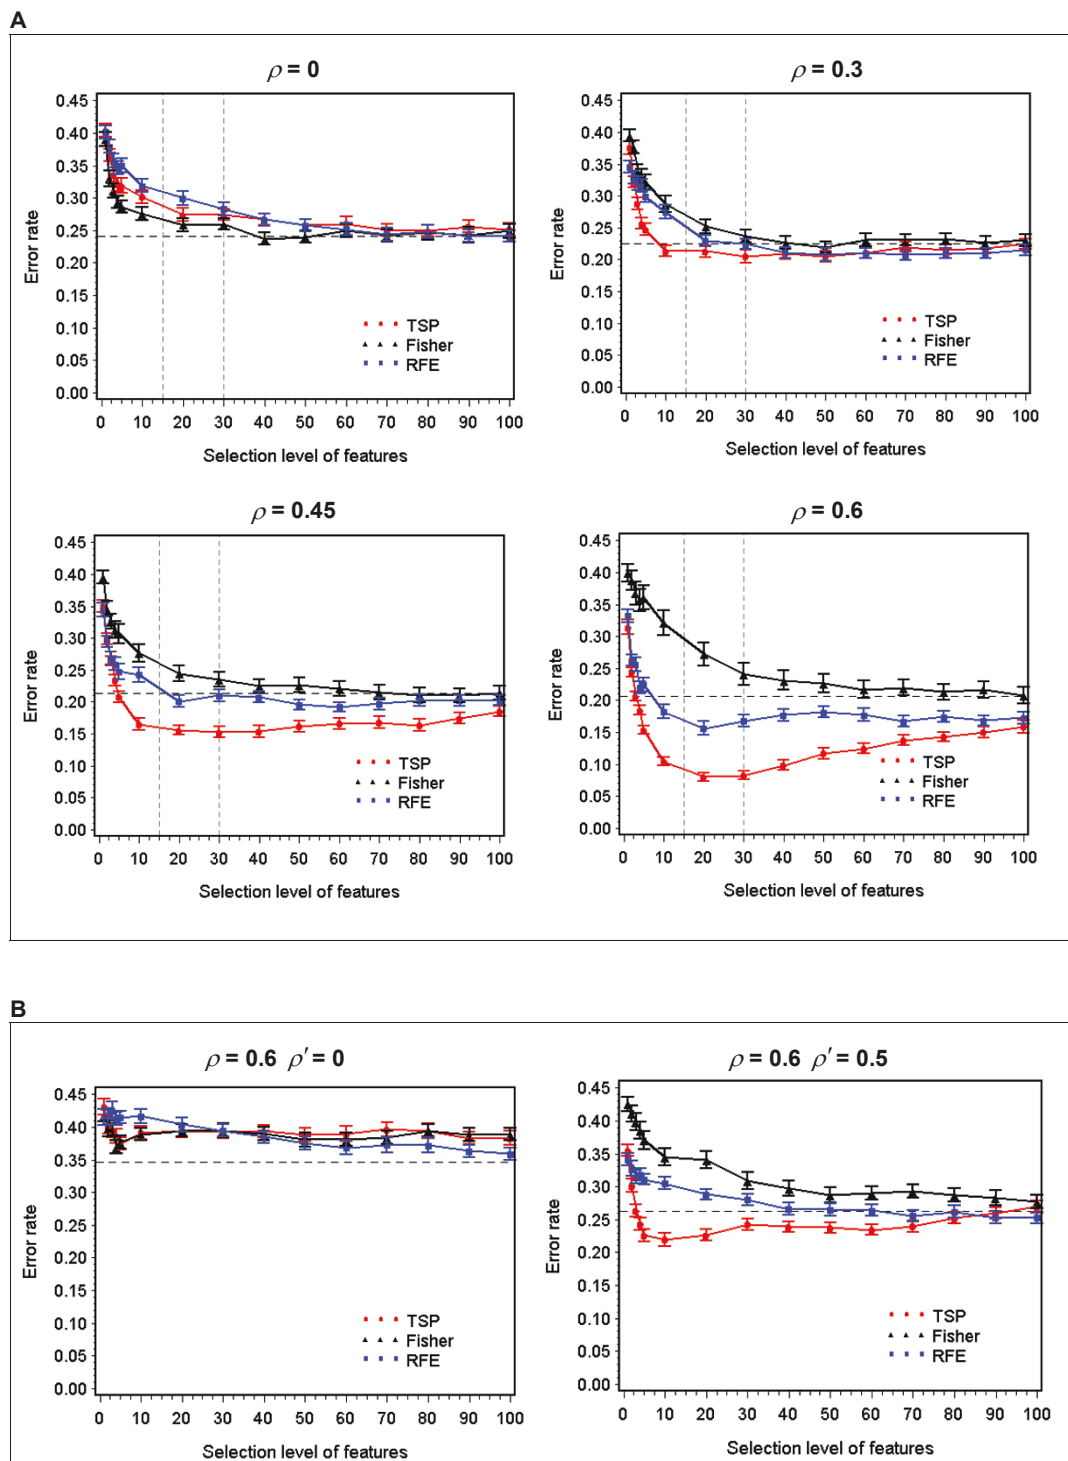 A
ρ = 0
0.45
0.40
0.35
0.30
0.25
0.20
0.15
0.10
0.05
0.00
Error rate
TSP
Fisher
RFE
0 10 20 30 40 50 60 70 80 90 100
Selection level of features
ρ = 0.3
0.45
0.40
0.35
0.30
0.25
0.20
0.15
0.10
0.05
0.00
Error rate
TSP
Fisher
RFE
0 10 20 30 40 50 60 70 80 90 100
Selection level of features
ρ = 0.45
0.45
0.40
0.35
0.30
0.25
0.20
0.15
0.10
0.05
0.00
Error rate
TSP
Fisher
RFE
0 10 20 30 40 50 60 70 80 90 100
Selection level of features
ρ = 0.6
0.45
0.40
0.35
0.30
0.25
0.20
0.15
0.10
0.05
0.00
Error rate
TSP
Fisher
RFE
0 10 20 30 40 50 60 70 80 90 100
Selection level of features
B
ρ = 0.6 ρ′ = 0
0.45
0.40
0.35
0.30
0.25
0.20
0.15
0.10
0.05
0.00
Error rate
TSP
Fisher
RFE
0 10 20 30 40 50 60 70 80 90 100
Selection level of features
ρ = 0.6 ρ′ = 0.5
0.45
0.40
0.35
0.30
0.25
0.20
0.15
0.10
0.05
0.00
Error rate
TSP
Fisher
RFE
0 10 20 30 40 50 60 70 80 90 100
Selection level of features